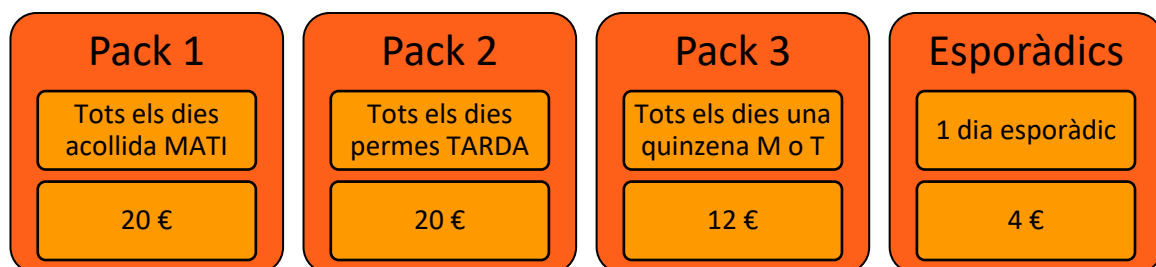 Pack 1
Tots els dies
acollida MATI
20 €
Pack 2
Tots els dies
permes TARDA
20 €
Pack 3
Tots els dies una
quinzena M o T
12 €
Esporàdics
1 dia esporàdic
4 €